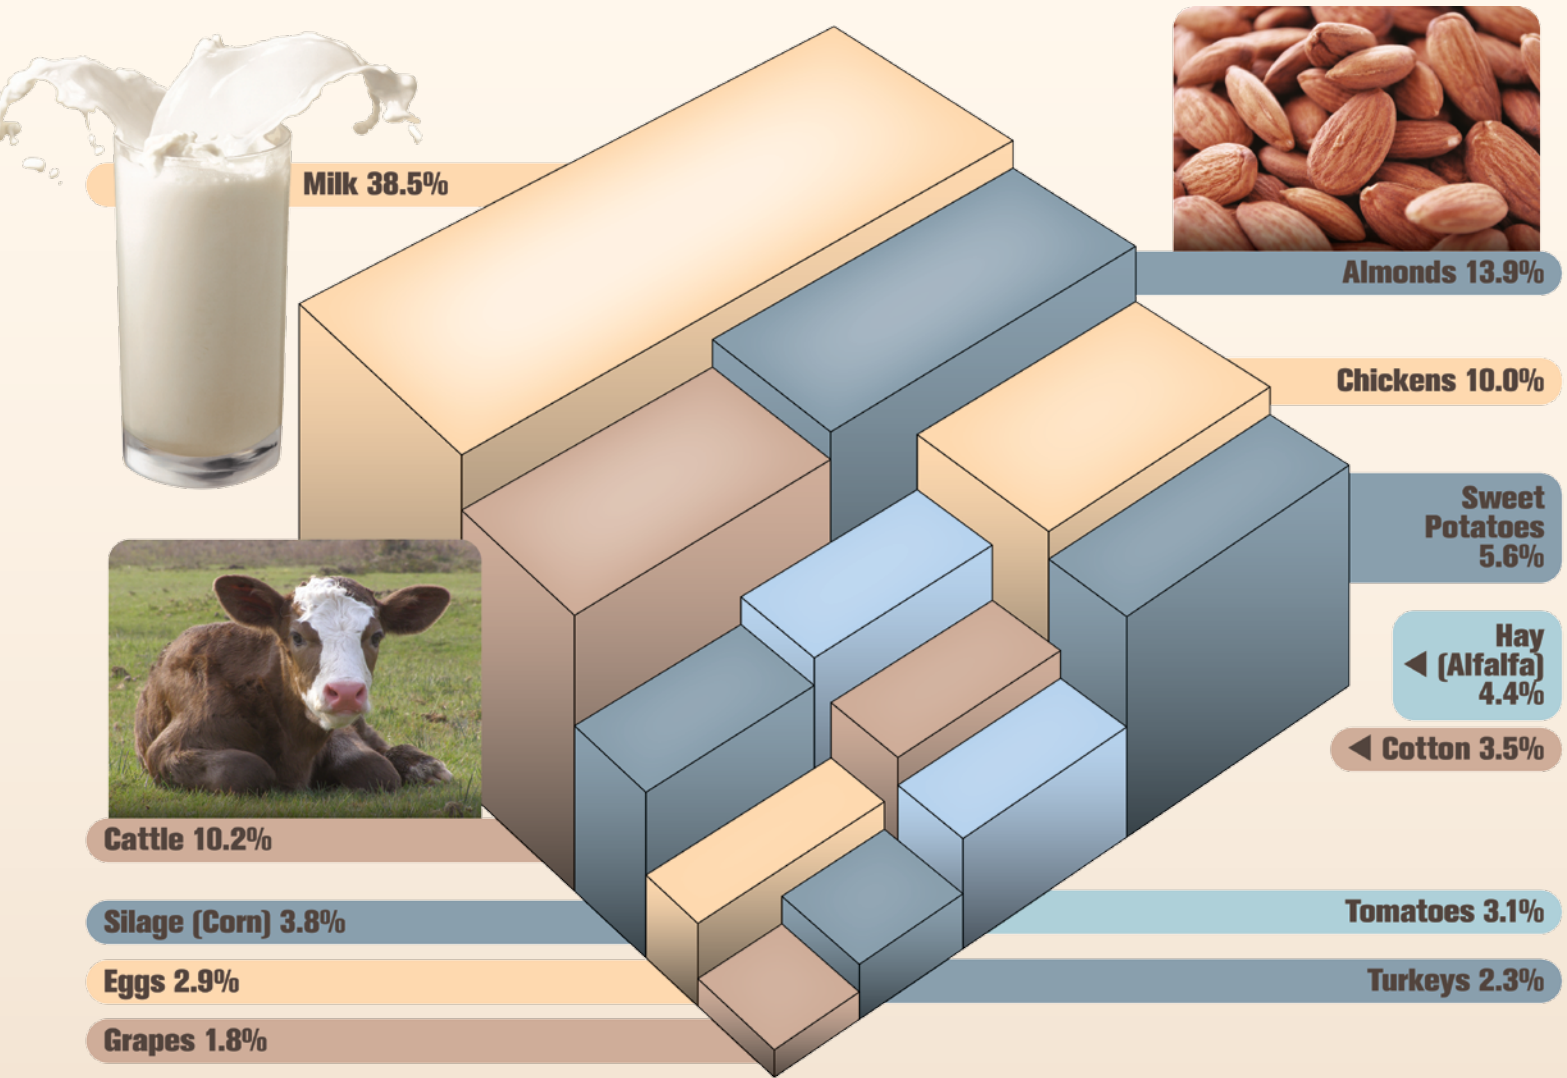 Milk 38.5%
Almonds 13.9%
Chickens 10.0%
Sweet
Potatoes
5.6%
Hay
(Alfalfa)
4.4%
Cotton 3.5%
Cattle 10.2%
Silage (Corn) 3.8%
Tomatoes 3.1%
Eggs 2.9%
Turkeys 2.3%
Grapes 1.8%